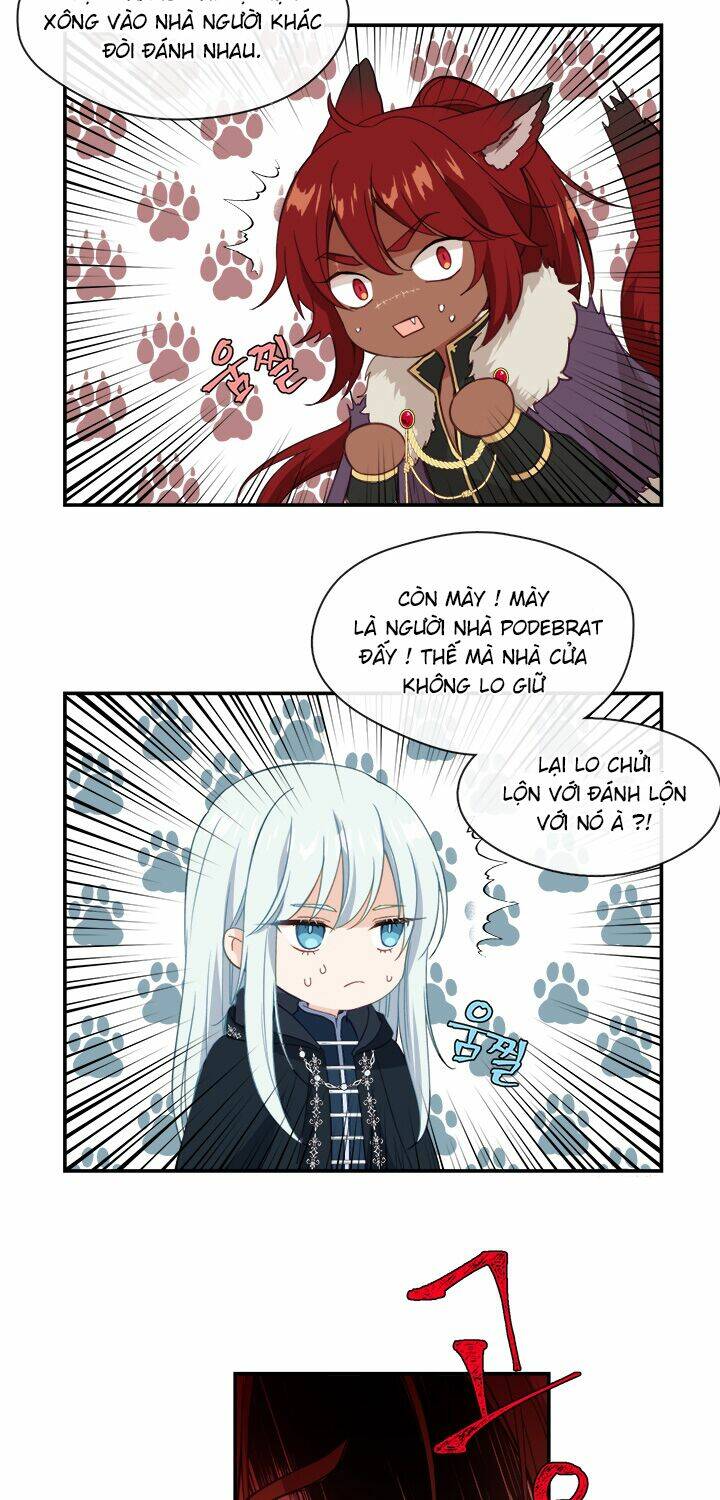 XÔNG VÀO NHÀ NGƯỜI KHÁC
ĐÒI ĐÁNH NHAU.
움찔
CÒN MÀY ! MÀY
LÀ NGƯỜI NHÀ PODEBRAT
ĐẤY ! THẾ MÀ NHÀ CỬA
KHÔNG LO GIỮ
LẠI LO CHỬI
LỘN VỚI ĐÁNH LỘN
VỚI NÓ À ?!
움찔